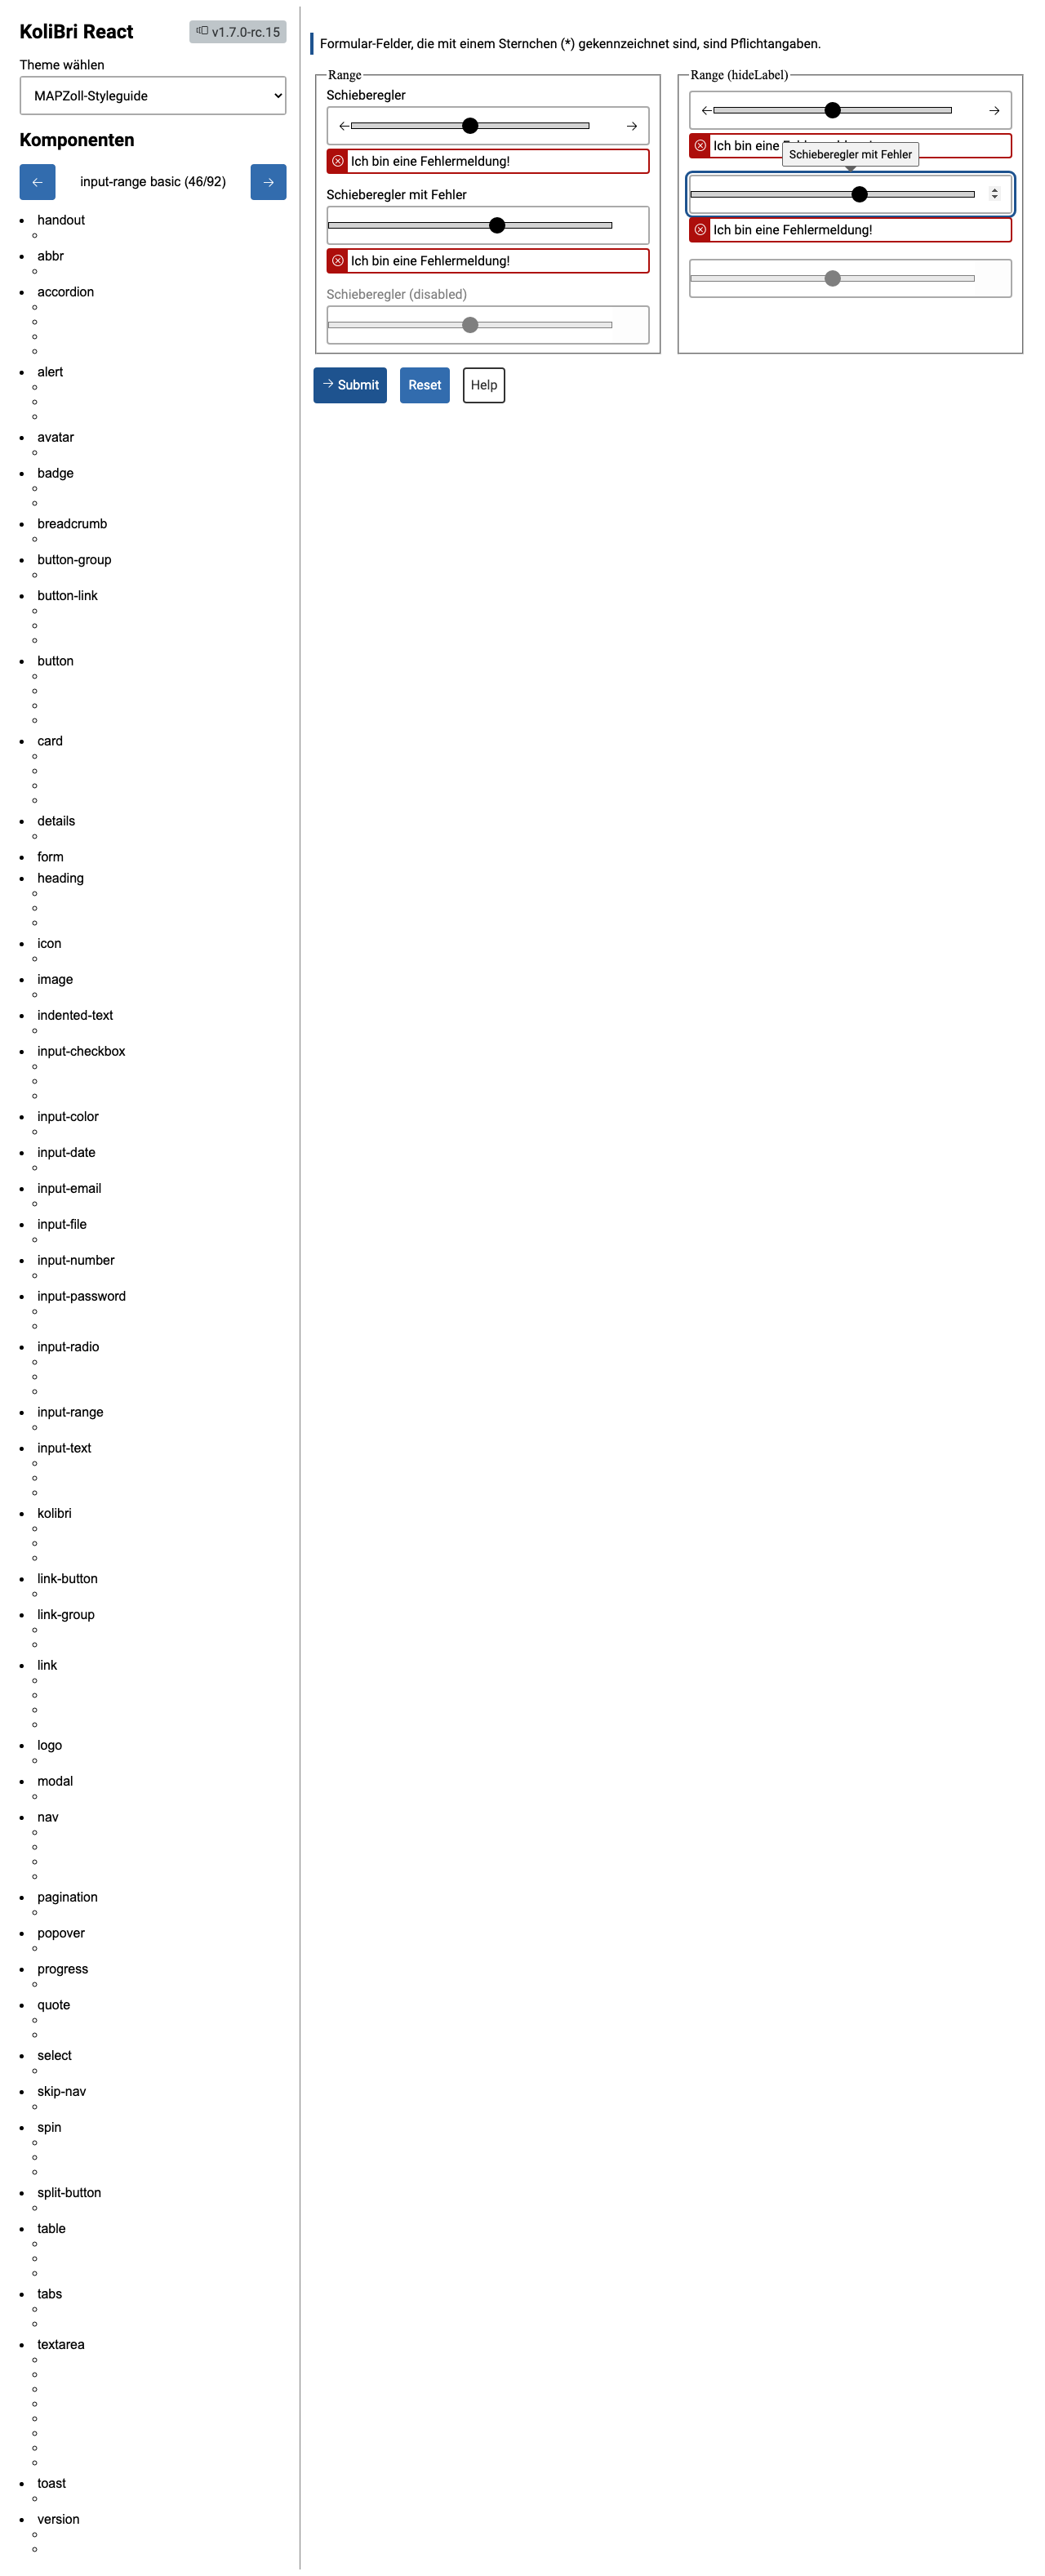 KoliBri React
v1.7.0-rc.15
Theme wählen
MAPZoll-Styleguide
Komponenten
input-range basic (46/92)
handout
abbr
accordion
alert
avatar
badge
breadcrumb
button-group
button-link
button
card
details
form
heading
icon
image
indented-text
input-checkbox
input-color
input-date
input-email
input-file
input-number
input-password
input-radio
input-range
input-text
kolibri
link-button
link-group
link
logo
modal
nav
pagination
popover
progress
quote
select
skip-nav
spin
split-button
table
tabs
textarea
toast
version
Formular-Felder, die mit einem Sternchen (*) gekennzeichnet sind, sind Pflichtangaben.
Range
Schieberegler
Ich bin eine Fehlermeldung!
Schieberegler mit Fehler
Ich bin eine Fehlermeldung!
Schieberegler (disabled)
Range (hideLabel)
Ich bin eine
Schieberegler mit Fehler
Ich bin eine Fehlermeldung!
Submit
Reset
Help